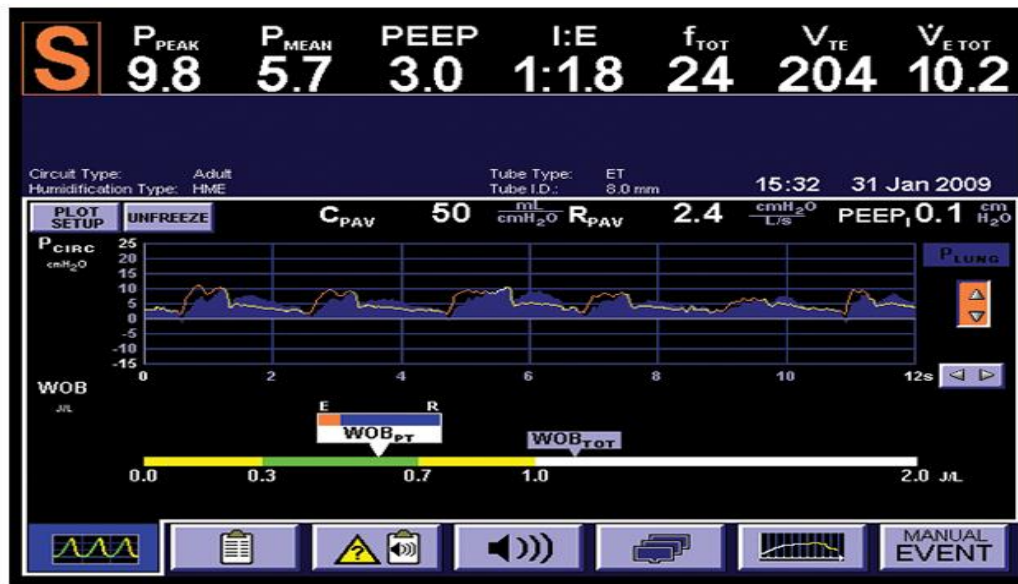 S PPEAK PMEAN PEEP I:E fTOT VTE V̇E TOT
9.8 5.7 3.0 1:1.8 24 204 10.2
Circuit Type: Adult Tube Type: ET
Humidification Type: HME Tube I.D.: 8.0 mm 15:32 31 Jan 2009
PLOT SETUP UNFREEZE CPAV 50 mL/cmH2O RPAV 2.4 cmH2O/L/s PEEPI 0.1 cm H2O
PCIRC
cmH2O
25
20
15
10
5
0
-5
-10
-15
PLUNG
0 2 4 6 8 10 12s
WOB
J/L
E R
WOBPT WOBTOT
0.0 0.3 0.7 1.0 2.0 J/L
?
MANUAL
EVENT